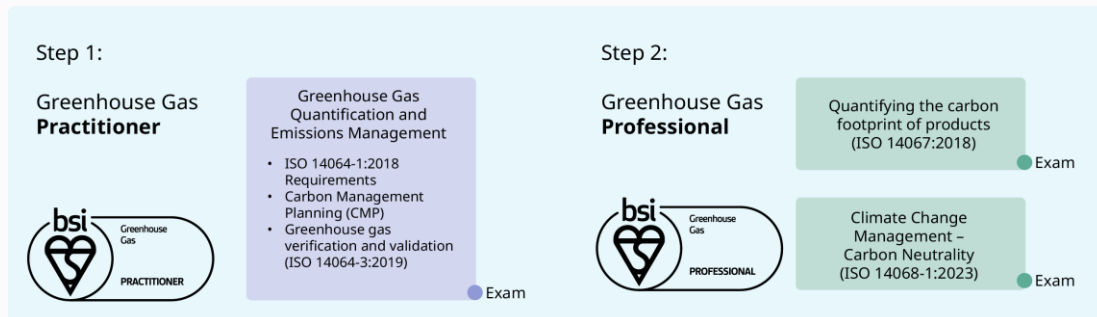 Step 1:
Greenhouse Gas
Practitioner
bsi
Greenhouse
Gas
PRACTITIONER
Greenhouse Gas
Quantification and
Emissions Management
• ISO 14064-1:2018
Requirements
• Carbon Management
Planning (CMP)
• Greenhouse gas
verification and validation
(ISO 14064-3:2019)
Exam
Step 2:
Greenhouse Gas
Professional
bsi
Greenhouse
Gas
PROFESSIONAL
Quantifying the carbon
footprint of products
(ISO 14067:2018)
Exam
Climate Change
Management –
Carbon Neutrality
(ISO 14068-1:2023)
Exam